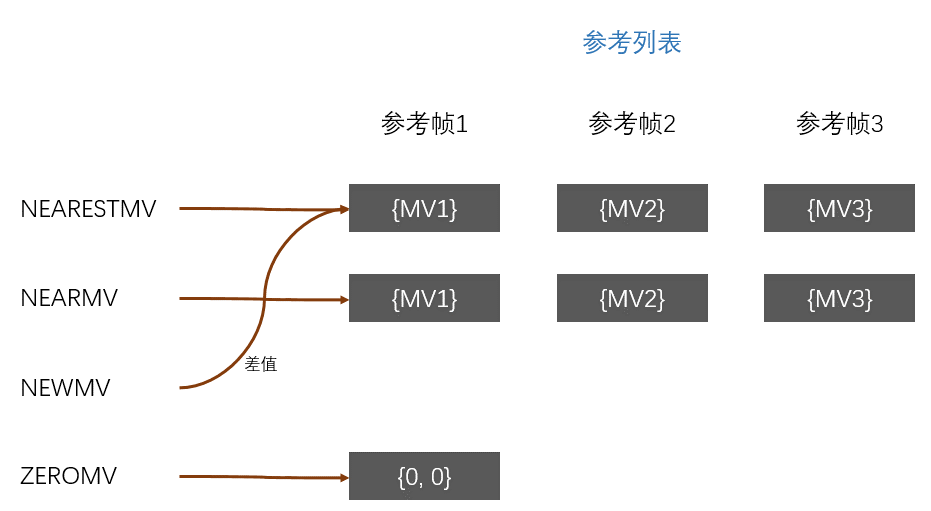 参考列表
参考帧1 参考帧2 参考帧3
NEARESTMV {MV1} {MV2} {MV3}
NEARMV {MV1} {MV2} {MV3}
差值
NEWMV
ZEROMV {0, 0}